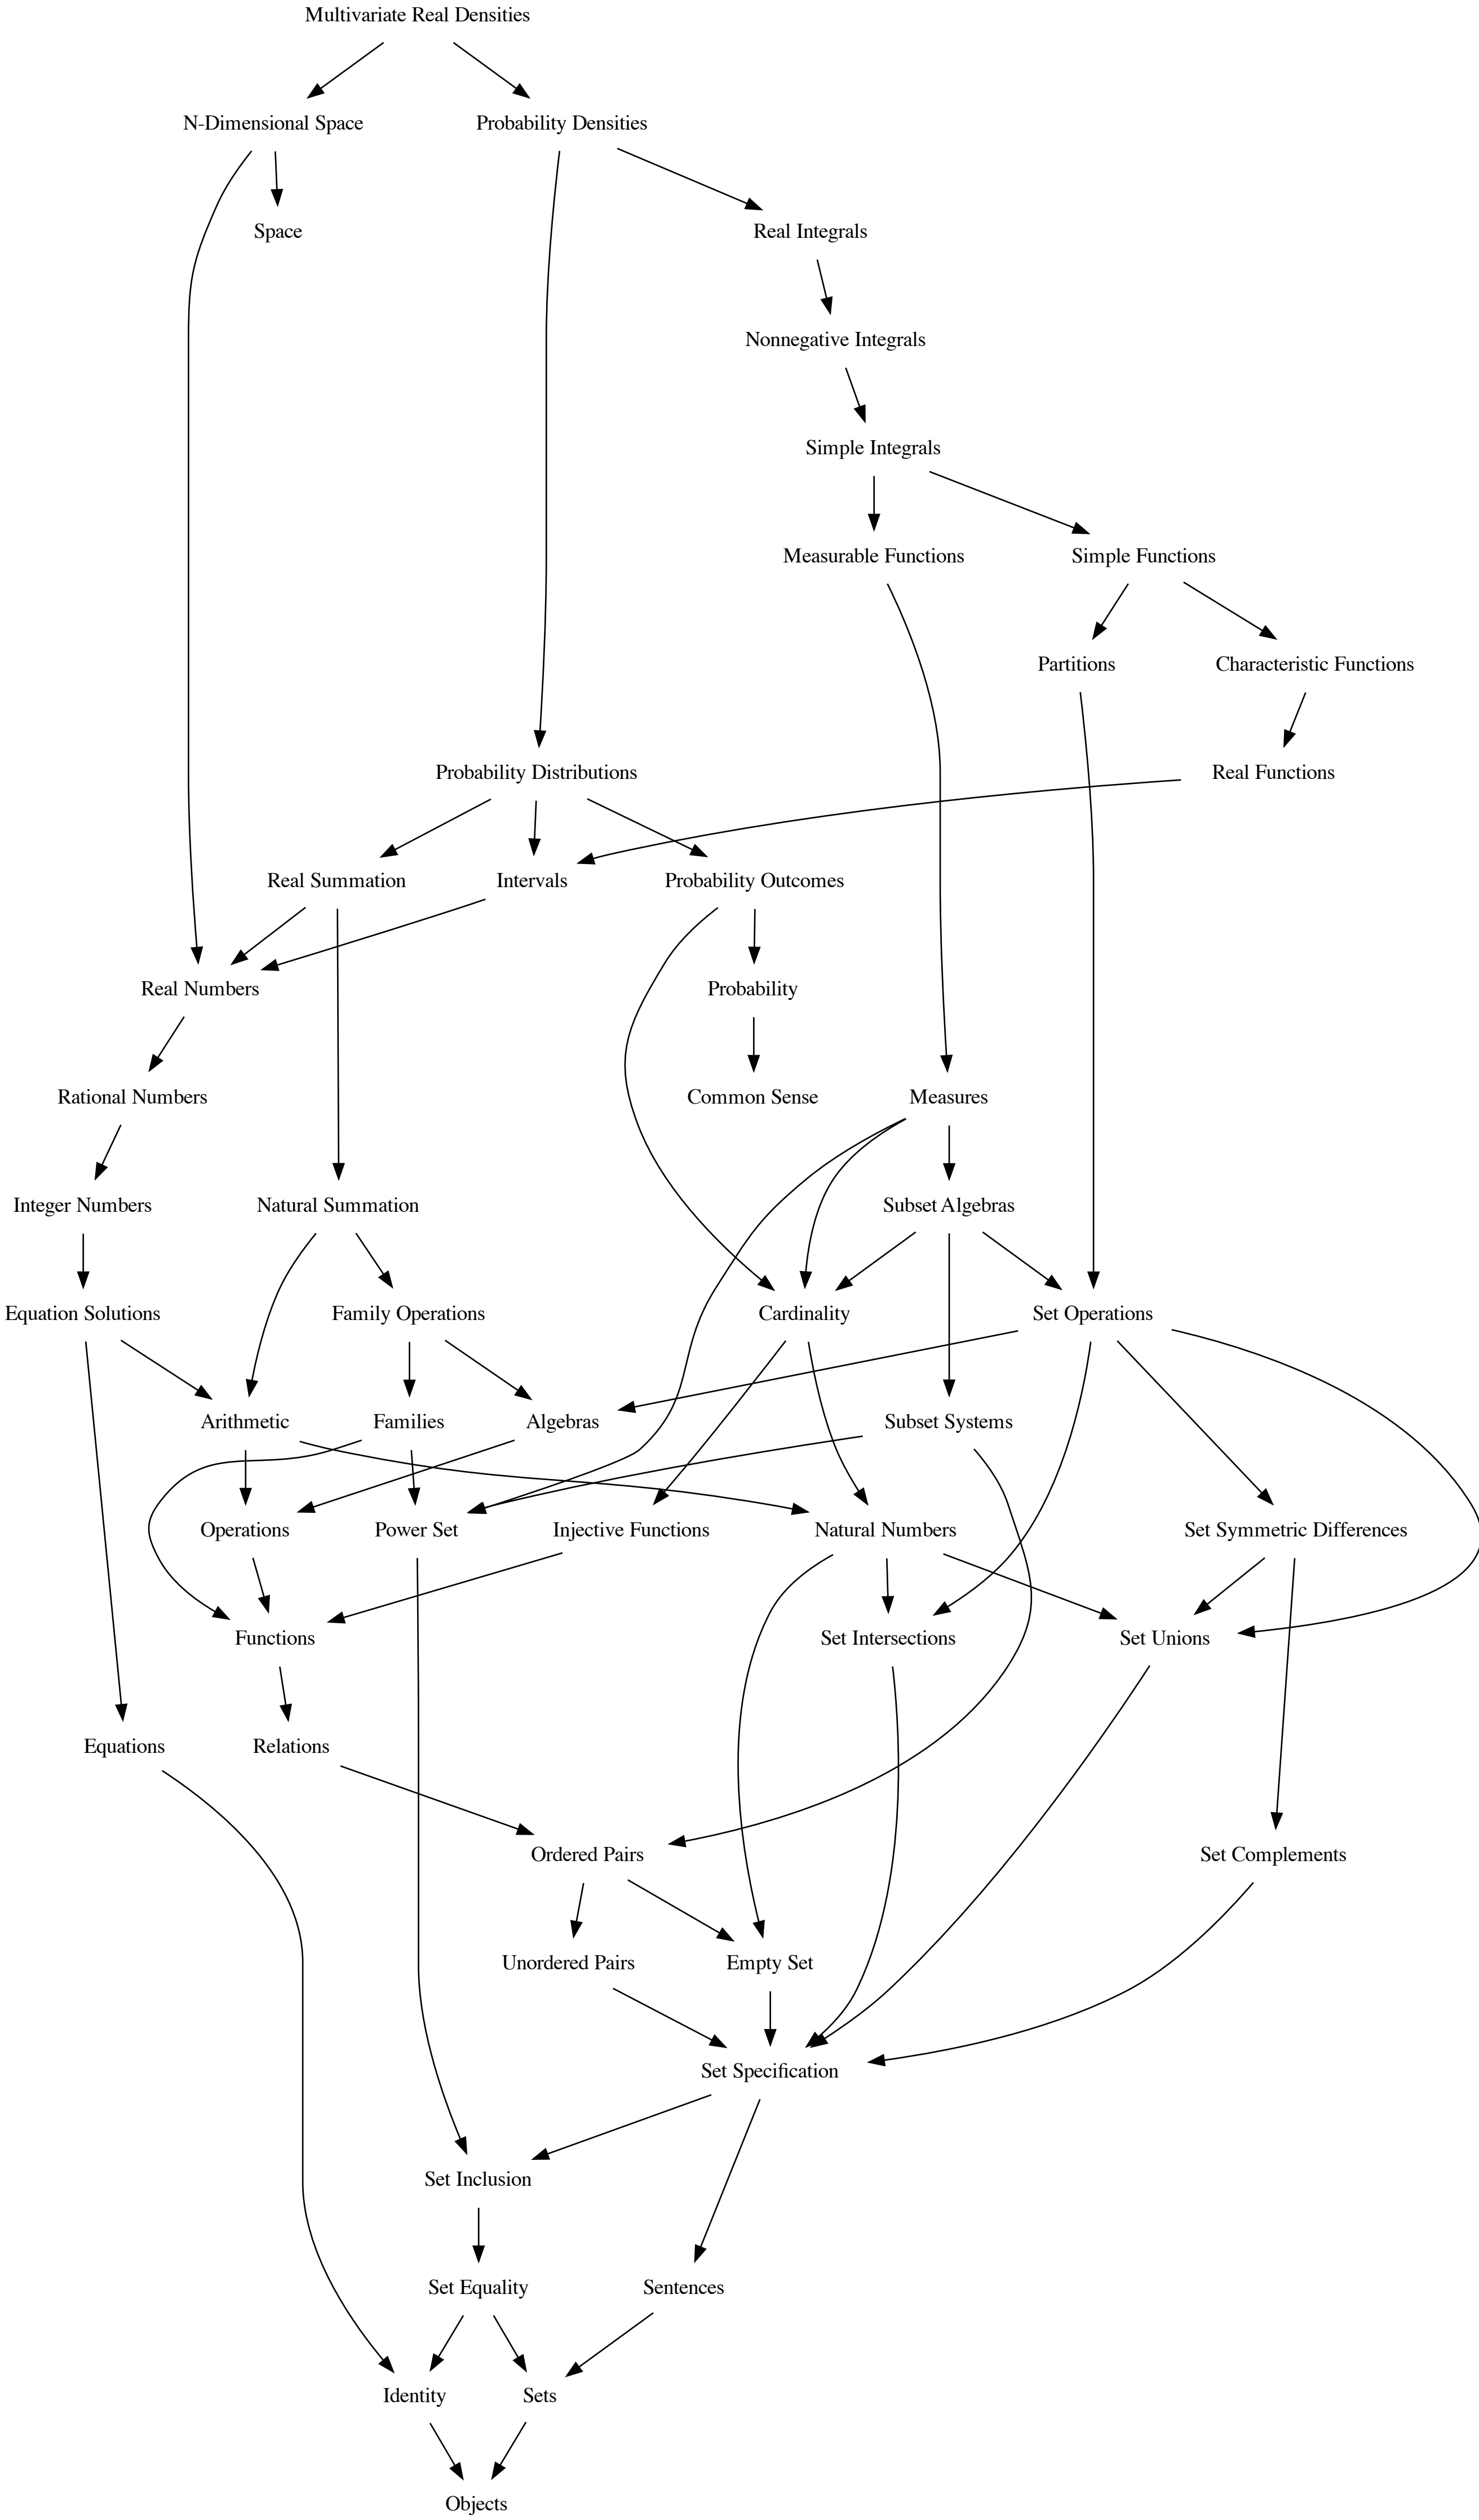 Multivariate Real Densities
N-Dimensional Space
Probability Densities
Space
Real Integrals
Nonnegative Integrals
Simple Integrals
Measurable Functions
Simple Functions
Partitions
Characteristic Functions
Probability Distributions
Real Functions
Real Summation
Intervals
Probability Outcomes
Real Numbers
Probability
Rational Numbers
Common Sense
Measures
Integer Numbers
Natural Summation
Subset Algebras
Equation Solutions
Family Operations
Cardinality
Set Operations
Arithmetic
Families
Algebras
Subset Systems
Operations
Power Set
Injective Functions
Natural Numbers
Set Symmetric Differences
Functions
Set Intersections
Set Unions
Equations
Relations
Ordered Pairs
Set Complements
Unordered Pairs
Empty Set
Set Specification
Set Inclusion
Set Equality
Sentences
Identity
Sets
Objects